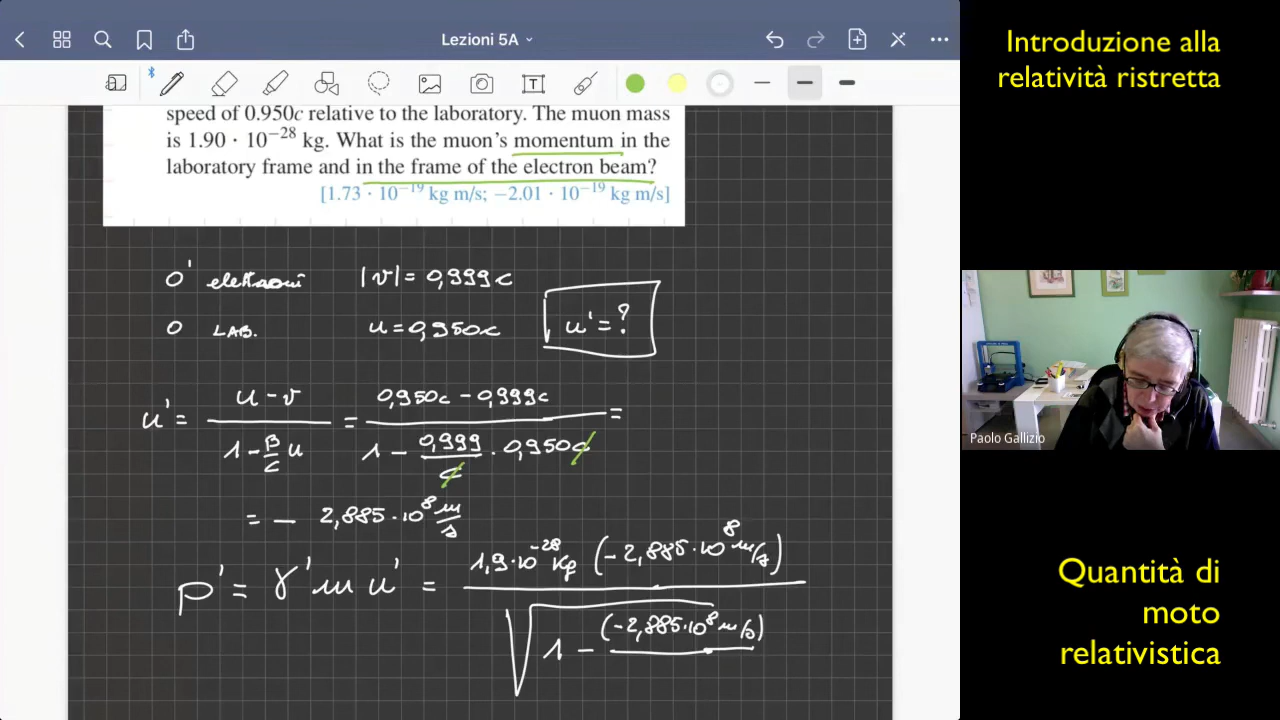 Lezioni 5A
speed of 0.950c relative to the laboratory. The muon mass
is 1.90 · 10⁻²⁸ kg. What is the muon's momentum in the
laboratory frame and in the frame of the electron beam?
[1.73 · 10⁻¹⁹ kg m/s; −2.01 · 10⁻¹⁹ kg m/s]
O' elettroni |v| = 0,999c
O LAB. u = 0,950c u' = ?
u' = (u − v) / (1 − β/c u) = (0,950c − 0,999c) / (1 − 0,999/c · 0,950c) =
= − 2,885·10⁸ m/s
p' = γ' m u' = 1,9·10⁻²⁸ Kg (−2,885·10⁸ m/s)
√ 1 − (−2,885·10⁸ m/s)
Introduzione alla
relatività ristretta
Paolo Gallizio
Quantità di
moto
relativistica